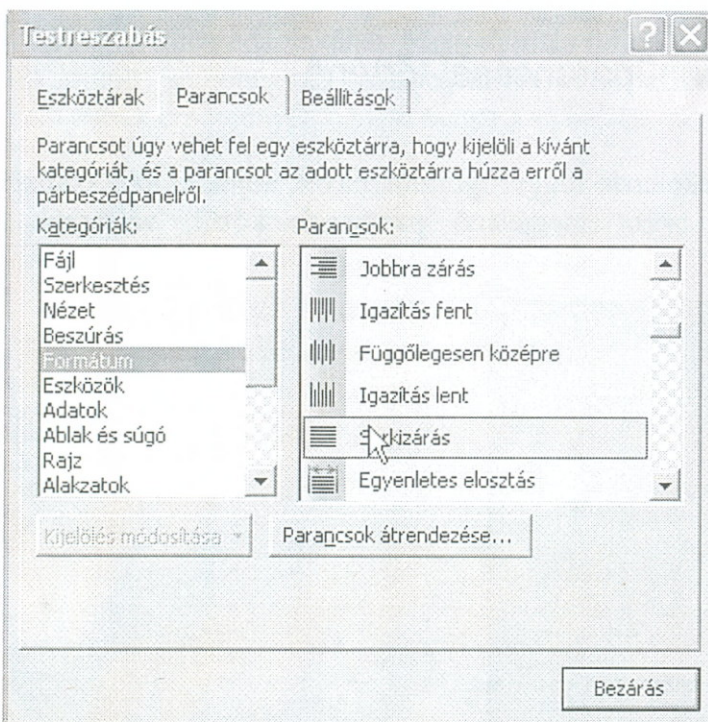 Testreszabás
Eszköztárak Parancsok Beállítások
Parancsot úgy vehet fel egy eszköztárra, hogy kijelöli a kívánt
kategóriát, és a parancsot az adott eszköztárra húzza erről a
párbeszédpanelről.
Kategóriák:
Fájl
Szerkesztés
Nézet
Beszúrás
Formátum
Eszközök
Adatok
Ablak és súgó
Rajz
Alakzatok
Parancsok:
Jobbra zárás
Igazítás fent
Függőlegesen középre
Igazítás lent
Sorkizárás
Egyenletes elosztás
Kijelölés módosítása
Parancsok átrendezése...
Bezárás